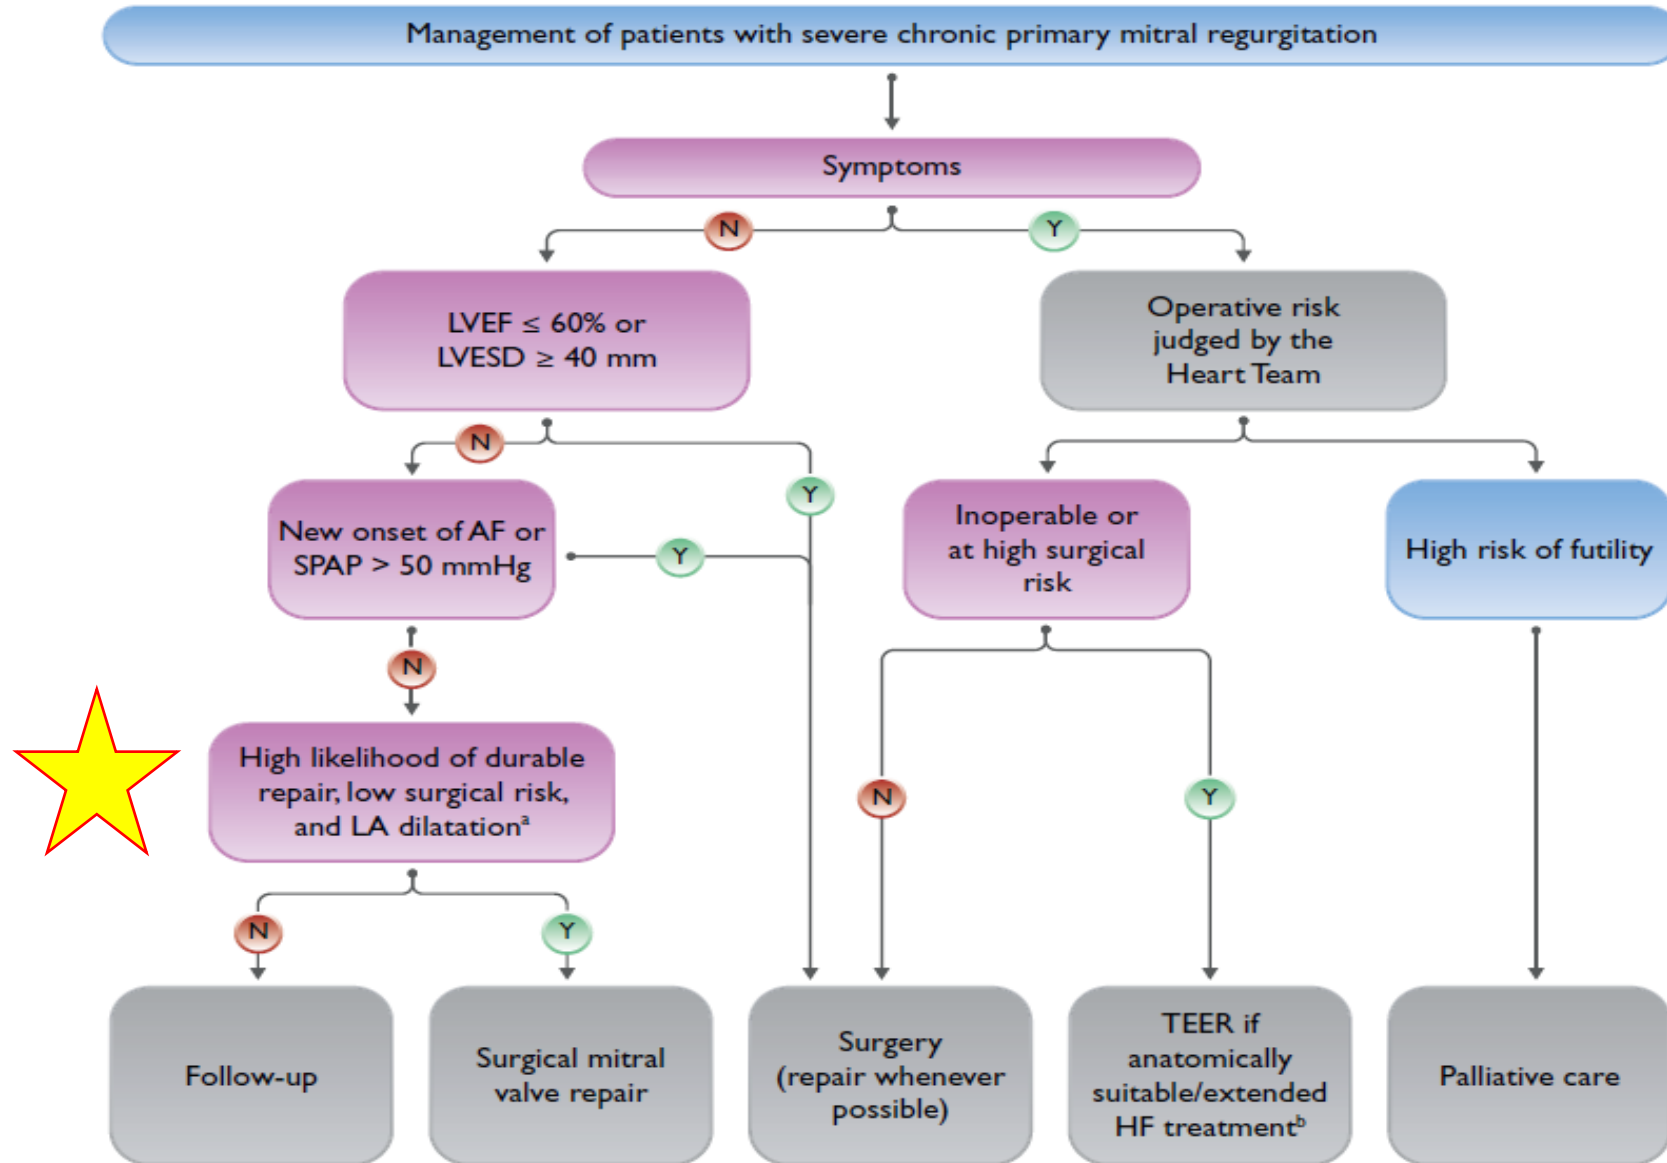 Management of patients with severe chronic primary mitral regurgitation
Symptoms
N
Y
LVEF ≤ 60% or
LVESD ≥ 40 mm
Operative risk
judged by the
Heart Team
N
Y
New onset of AF or
SPAP > 50 mmHg
Y
Inoperable or
at high surgical
risk
High risk of futility
N
High likelihood of durable
repair, low surgical risk,
and LA dilatationᵃ
N
Y
N
Y
Follow-up
Surgical mitral
valve repair
Surgery
(repair whenever
possible)
TEER if
anatomically
suitable/extended
HF treatmentᵇ
Palliative care